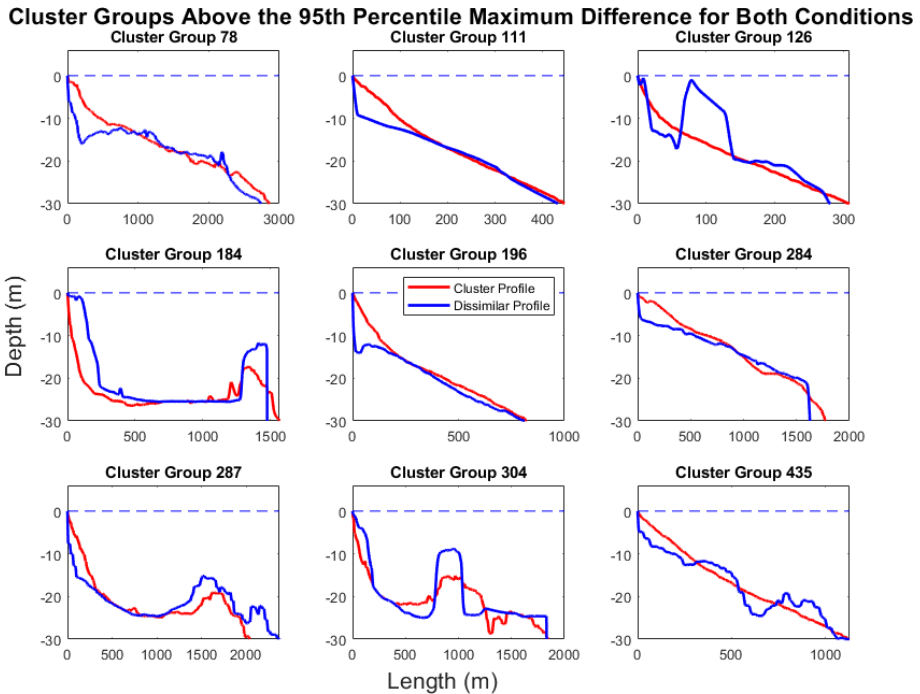 Cluster Groups Above the 95th Percentile Maximum Difference for Both Conditions
Cluster Group 78
0
-10
-20
-30
0 1000 2000 3000
Cluster Group 111
0
-10
-20
-30
0 100 200 300 400
Cluster Group 126
0
-10
-20
-30
0 100 200 300
Depth (m)
Cluster Group 184
0
-10
-20
-30
0 500 1000 1500
Cluster Group 196
Cluster Profile
Dissimilar Profile
0
-10
-20
-30
0 500 1000
Cluster Group 284
0
-10
-20
-30
0 500 1000 1500 2000
Cluster Group 287
0
-10
-20
-30
0 500 1000 1500 2000
Cluster Group 304
0
-10
-20
-30
0 500 1000 1500 2000
Cluster Group 435
0
-10
-20
-30
0 500 1000
Length (m)